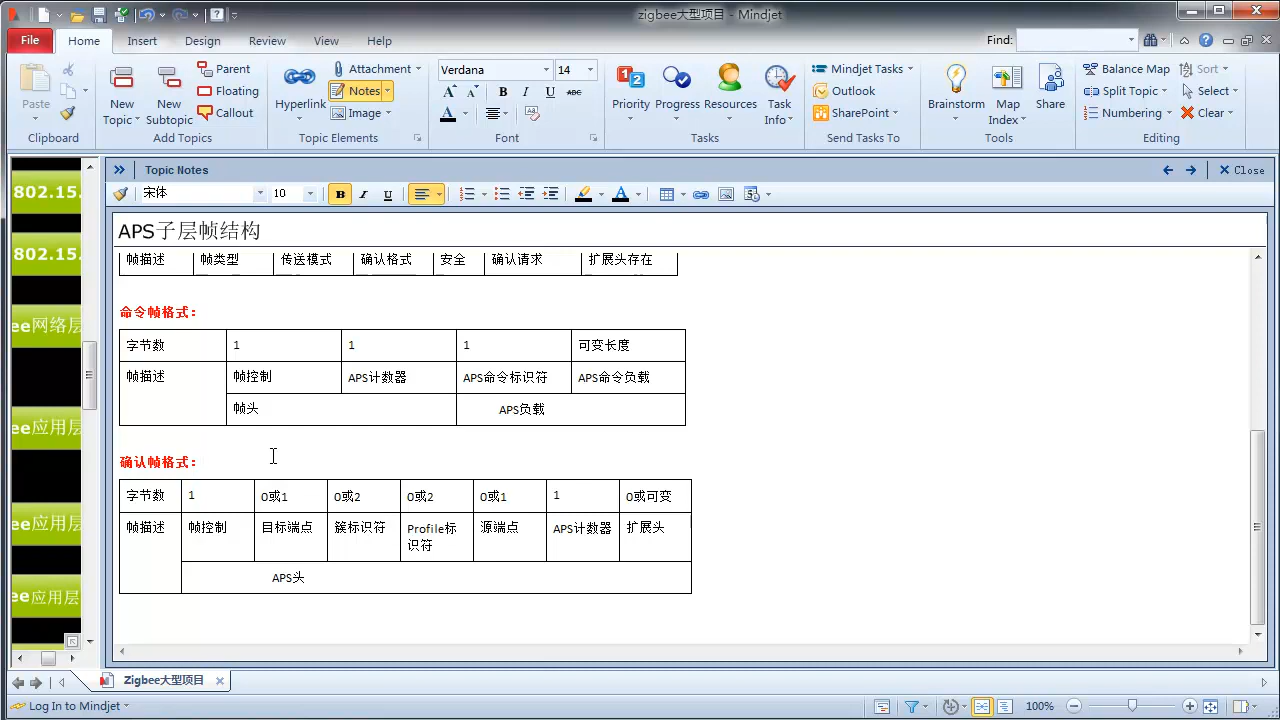 zigbee大型项目 - Mindjet
File Home Insert Design Review View Help Find:
Paste
Clipboard
New Topic
New Subtopic
Parent
Floating
Callout
Add Topics
Hyperlink
Attachment
Notes
Image
Topic Elements
Verdana 14
B I U ABC
A
Font
Priority
Progress
Resources
Task Info
Tasks
Mindjet Tasks
Outlook
SharePoint
Send Tasks To
Brainstorm
Map Index
Share
Tools
Balance Map
Split Topic
Numbering
Sort
Select
Clear
Editing
802.15.
802.15.
ee网络层
ee应用层
ee应用层
ee应用层
Topic Notes Close
宋体 10 B I U A
APS子层帧结构
帧描述 帧类型 传送模式 确认格式 安全 确认请求 扩展头存在
命令帧格式：
字节数 1 1 1 可变长度
帧描述 帧控制 APS计数器 APS命令标识符 APS命令负载
帧头 APS负载
确认帧格式：
字节数 1 0或1 0或2 0或2 0或1 1 0或可变
帧描述 帧控制 目标端点 簇标识符 Profile标识符 源端点 APS计数器 扩展头
APS头
Zigbee大型项目
Log In to Mindjet 100%